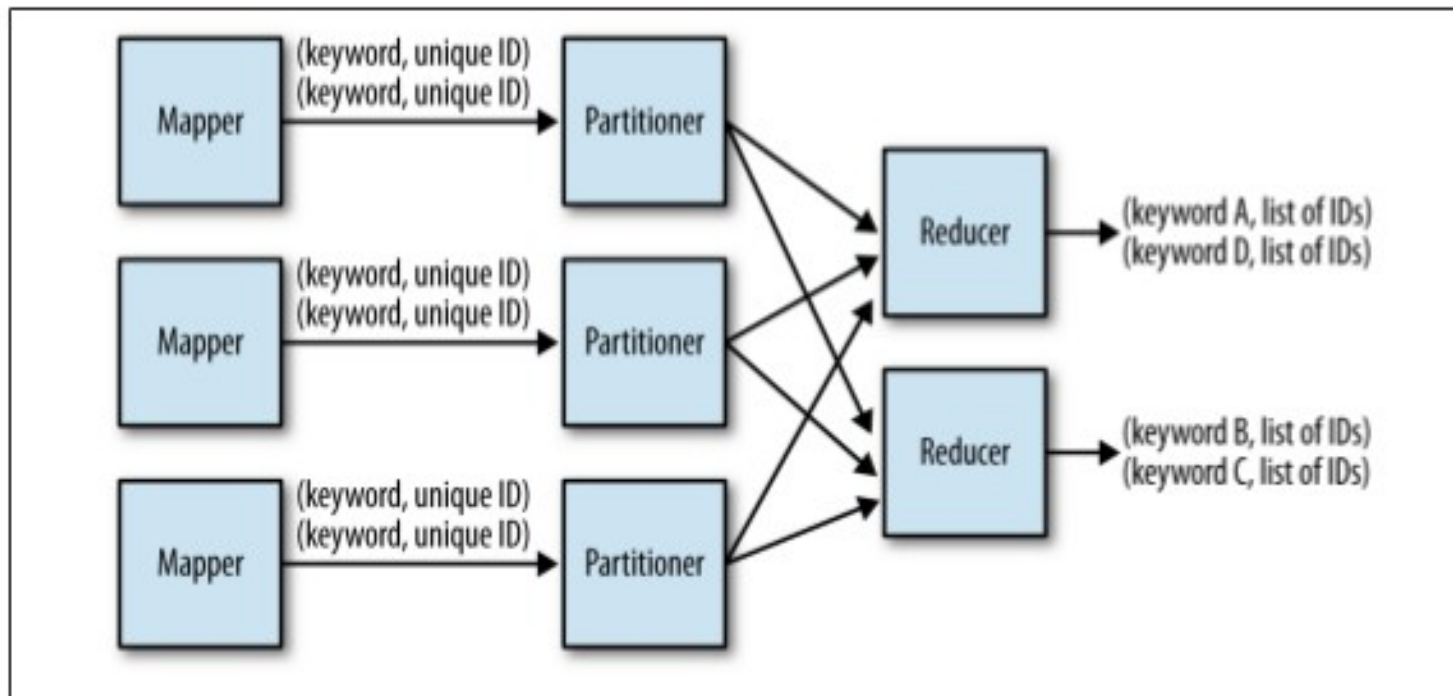 (keyword, unique ID)
(keyword, unique ID)
Mapper
Partitioner
(keyword, unique ID)
(keyword, unique ID)
Mapper
Partitioner
(keyword, unique ID)
(keyword, unique ID)
Mapper
Partitioner
Reducer
(keyword A, list of IDs)
(keyword D, list of IDs)
Reducer
(keyword B, list of IDs)
(keyword C, list of IDs)